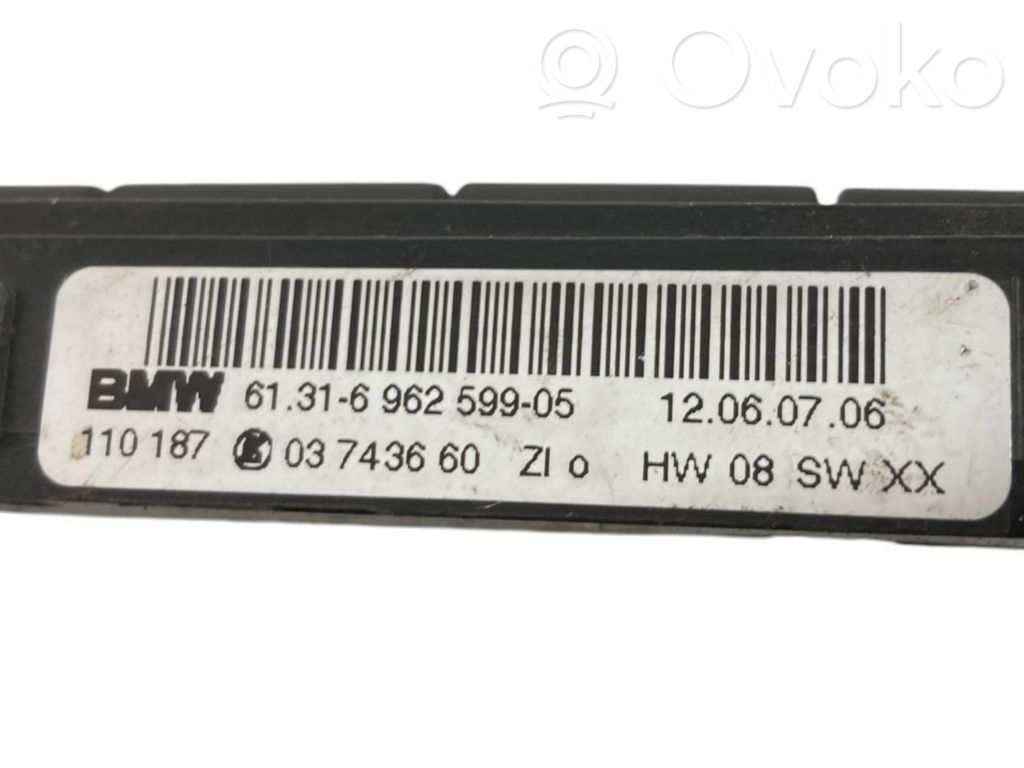 Ovoko
BMW 61.31-6 962 599-05 12.06.07.06
110 187 K 03 7436 60 ZI o HW 08 SW XX